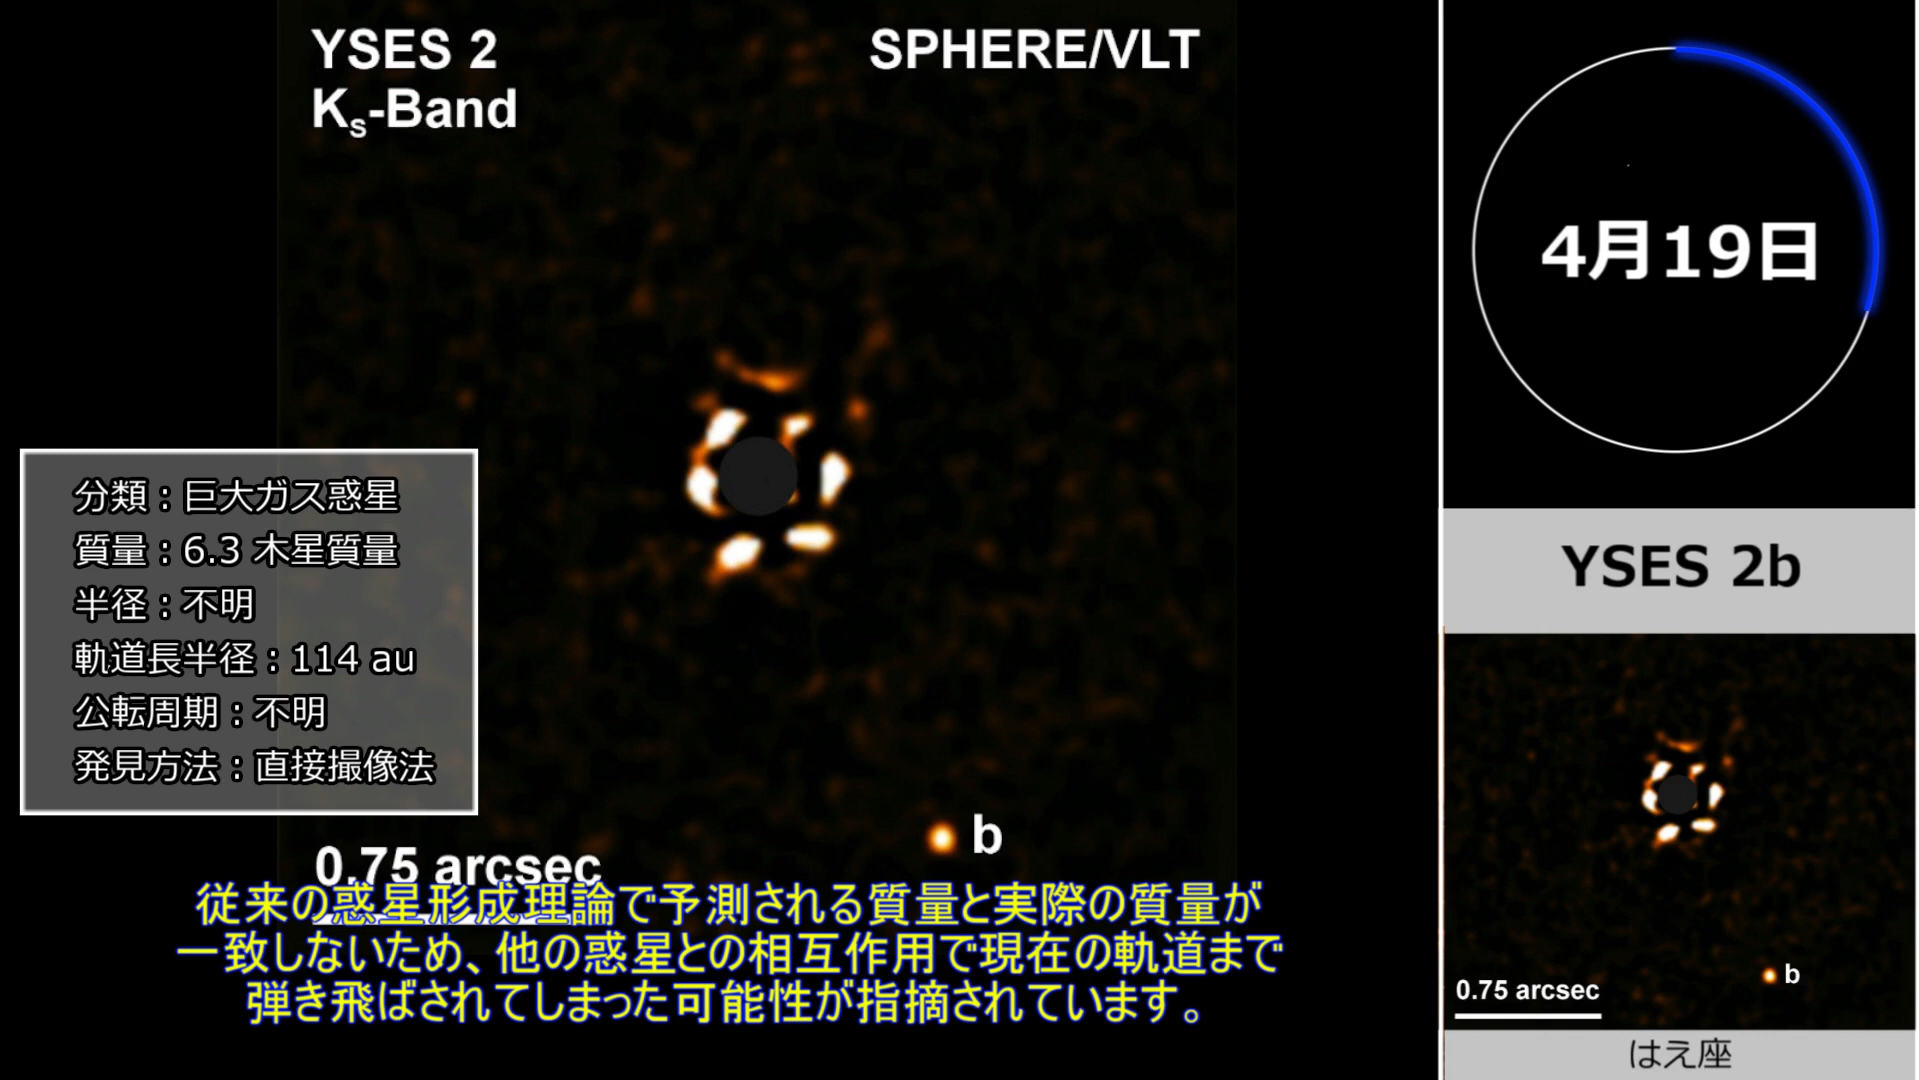 YSES 2
Ks-Band
SPHERE/VLT
分類：巨大ガス惑星
質量：6.3 木星質量
半径：不明
軌道長半径：114 au
公転周期：不明
発見方法：直接撮像法
b
0.75 arcsec
従来の惑星形成理論で予測される質量と実際の質量が
一致しないため、他の惑星との相互作用で現在の軌道まで
弾き飛ばされてしまった可能性が指摘されています。
4月19日
YSES 2b
b
0.75 arcsec
はえ座